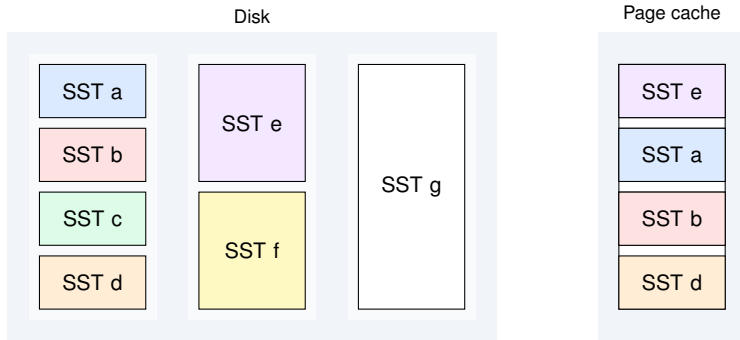 Disk
Page cache
SST a
SST b
SST c
SST d
SST e
SST f
SST g
SST e
SST a
SST b
SST d